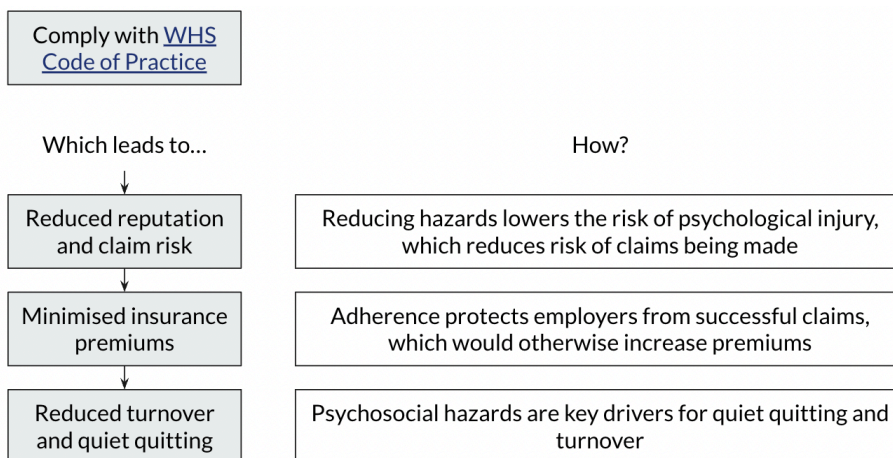 Comply with WHS
Code of Practice
Which leads to...
How?
Reduced reputation
and claim risk
Reducing hazards lowers the risk of psychological injury,
which reduces risk of claims being made
Minimised insurance
premiums
Adherence protects employers from successful claims,
which would otherwise increase premiums
Reduced turnover
and quiet quitting
Psychosocial hazards are key drivers for quiet quitting and
turnover